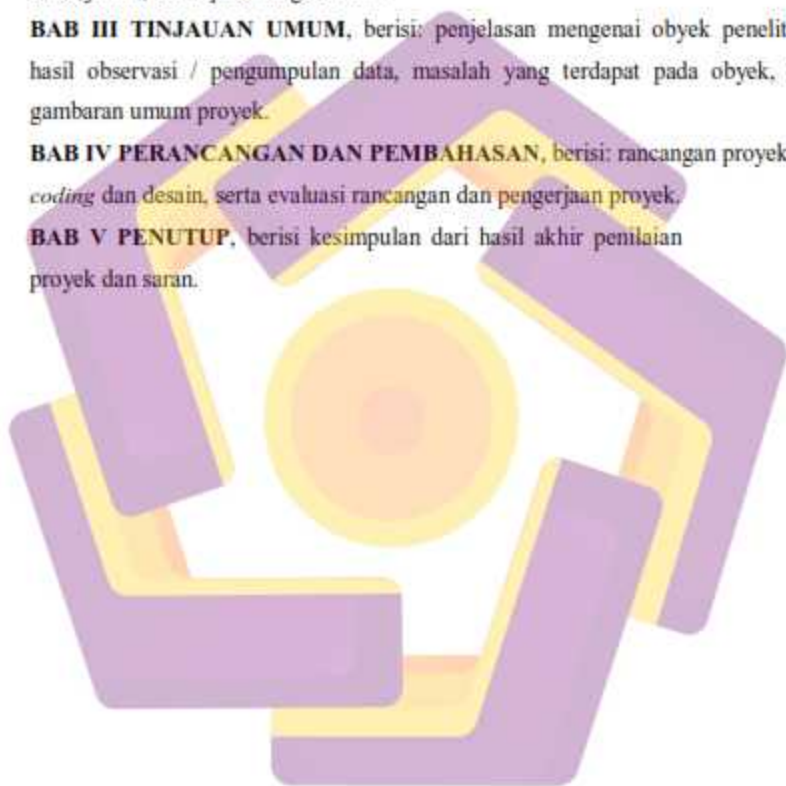 BAB III TINJAUAN UMUM, berisi: penjelasan mengenai obyek penelit
hasil observasi / pengumpulan data, masalah yang terdapat pada obyek,
gambaran umum proyek.
BAB IV PERANCANGAN DAN PEMBAHASAN, berisi: rancangan proyek
coding dan desain, serta evaluasi rancangan dan pengerjaan proyek.
BAB V PENUTUP, berisi kesimpulan dari hasil akhir penilaian
proyek dan saran.